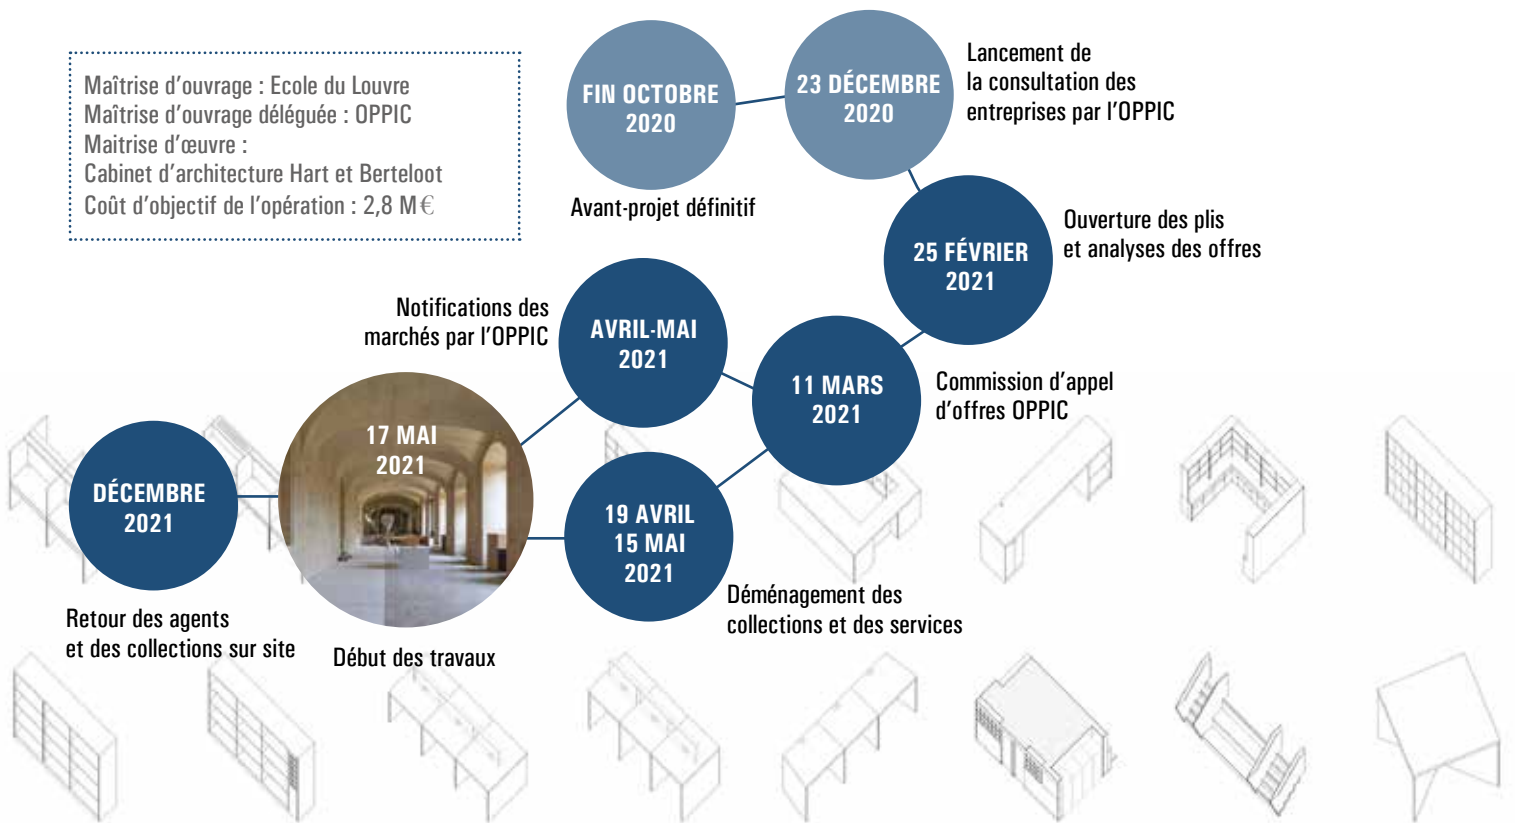 Maîtrise d'ouvrage : Ecole du Louvre
Maîtrise d'ouvrage déléguée : OPPIC
Maitrise d'œuvre :
Cabinet d'architecture Hart et Berteloot
Coût d'objectif de l'opération : 2,8 M€
FIN OCTOBRE
2020
Avant-projet définitif
23 DÉCEMBRE
2020
Lancement de
la consultation des
entreprises par l'OPPIC
25 FÉVRIER
2021
Ouverture des plis
et analyses des offres
11 MARS
2021
Commission d'appel
d'offres OPPIC
AVRIL-MAI
2021
Notifications des
marchés par l'OPPIC
19 AVRIL
15 MAI
2021
Déménagement des
collections et des services
17 MAI
2021
Début des travaux
DÉCEMBRE
2021
Retour des agents
et des collections sur site